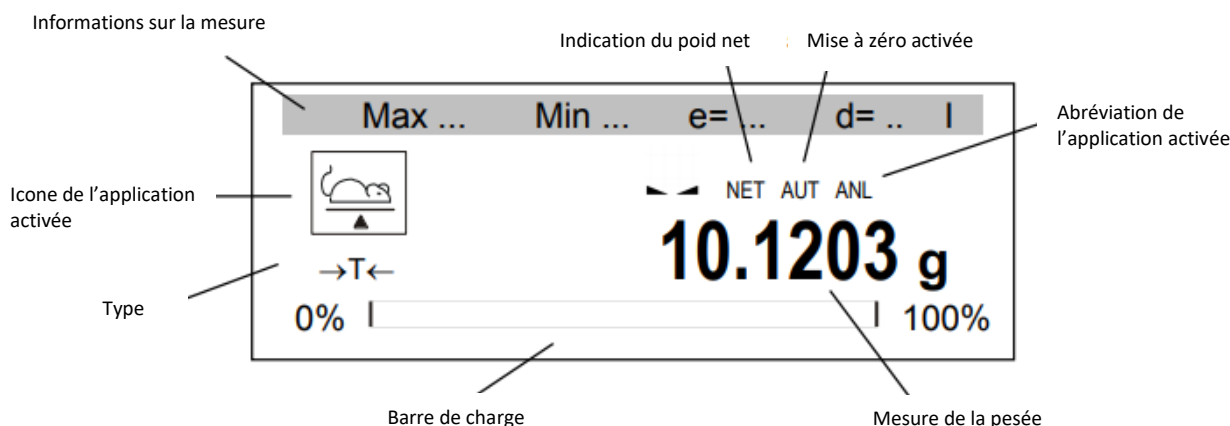 Informations sur la mesure
Indication du poid net
Mise à zéro activée
Max ... Min ... e= ... d= .. I
Abréviation de
l'application activée
Icone de l'application
activée
NET AUT ANL
10.1203 g
→T←
Type
0% 100%
Barre de charge
Mesure de la pesée